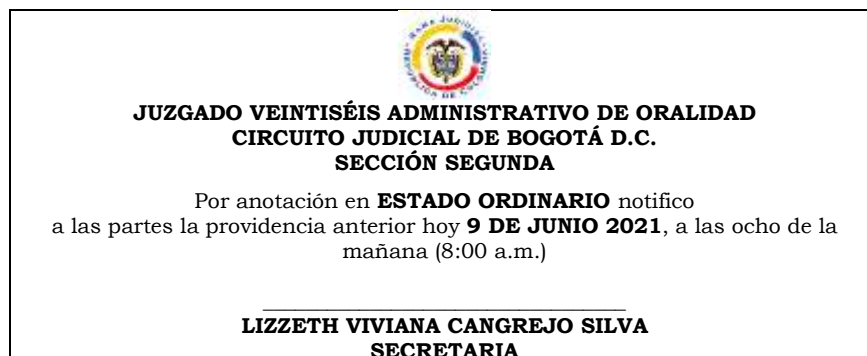 JUZGADO VEINTISÉIS ADMINISTRATIVO DE ORALIDAD
CIRCUITO JUDICIAL DE BOGOTÁ D.C.
SECCIÓN SEGUNDA
Por anotación en ESTADO ORDINARIO notifico
a las partes la providencia anterior hoy 9 DE JUNIO 2021, a las ocho de la
mañana (8:00 a.m.)
LIZZETH VIVIANA CANGREJO SILVA
SECRETARIA